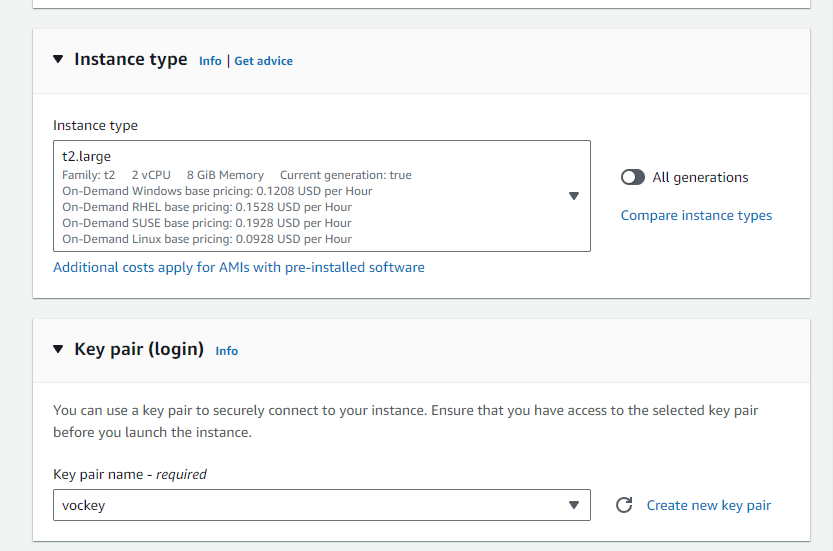 Instance type Info | Get advice
Instance type
t2.large
Family: t2 2 vCPU 8 GiB Memory Current generation: true
On-Demand Windows base pricing: 0.1208 USD per Hour
On-Demand RHEL base pricing: 0.1528 USD per Hour
On-Demand SUSE base pricing: 0.1928 USD per Hour
On-Demand Linux base pricing: 0.0928 USD per Hour
All generations
Compare instance types
Additional costs apply for AMIs with pre-installed software
Key pair (login) Info
You can use a key pair to securely connect to your instance. Ensure that you have access to the selected key pair
before you launch the instance.
Key pair name - required
vockey
Create new key pair